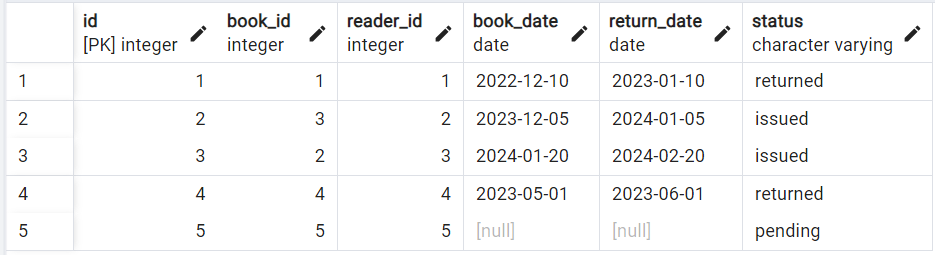 id book_id reader_id book_date return_date status
[PK] integer integer integer date date character varying
1 1 1 1 2022-12-10 2023-01-10 returned
2 2 3 2 2023-12-05 2024-01-05 issued
3 3 2 3 2024-01-20 2024-02-20 issued
4 4 4 4 2023-05-01 2023-06-01 returned
5 5 5 5 [null] [null] pending